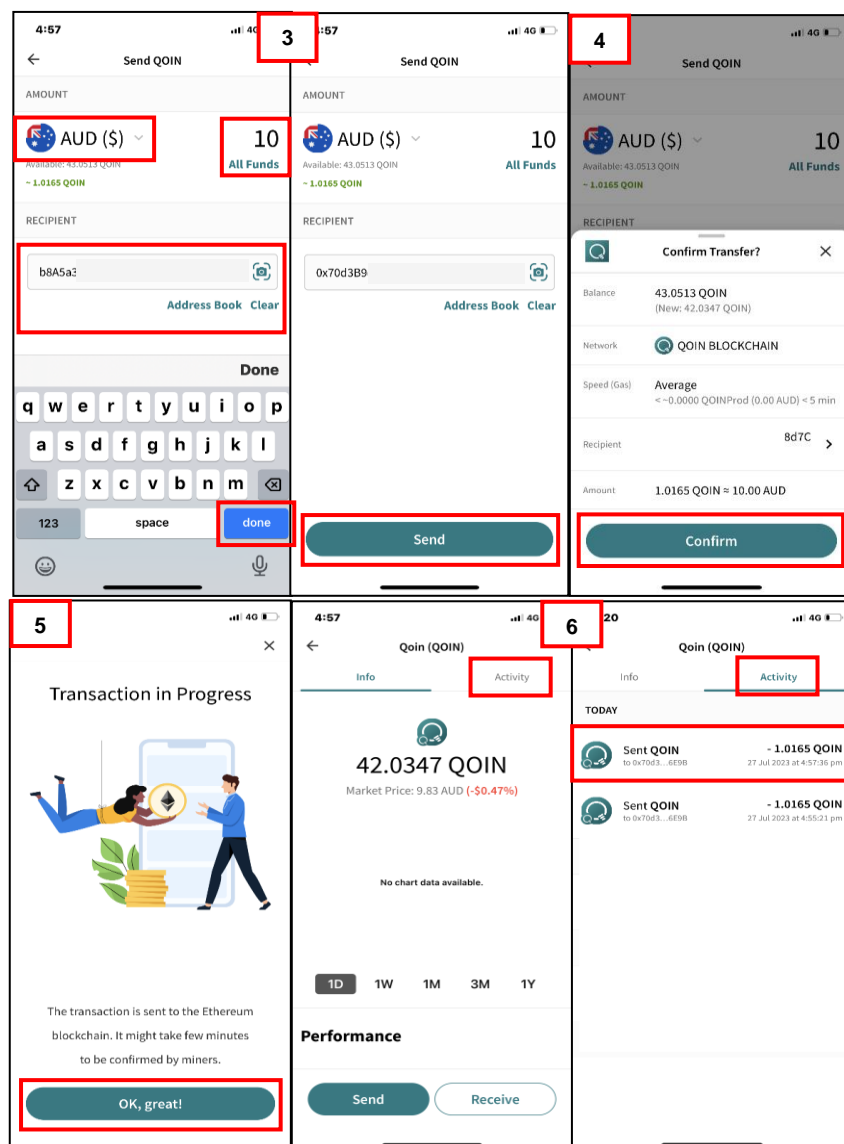 4:57
4G
Send QOIN
AMOUNT
AUD ($)
10
Available: 43.0513 QOIN
All Funds
~ 1.0165 QOIN
RECIPIENT
b8A5a3
Address Book Clear
Done
q w e r t y u i o p
a s d f g h j k l
z x c v b n m
123 space done
3
:57
4G
Send QOIN
AMOUNT
AUD ($)
10
Available: 43.0513 QOIN
All Funds
~ 1.0165 QOIN
RECIPIENT
0x70d3B9
Address Book Clear
Send
4
4G
Send QOIN
AMOUNT
AUD ($)
10
Available: 43.0513 QOIN
All Funds
~ 1.0165 QOIN
RECIPIENT
Confirm Transfer?
Balance 43.0513 QOIN
(New: 42.0347 QOIN)
Network QOIN BLOCKCHAIN
Speed (Gas) Average
< ~0.0000 QOINProd (0.00 AUD) < 5 min
Recipient 8d7C
Amount 1.0165 QOIN ≈ 10.00 AUD
Confirm
5
4G
Transaction in Progress
The transaction is sent to the Ethereum
blockchain. It might take few minutes
to be confirmed by miners.
OK, great!
4:57
4G
Qoin (QOIN)
Info Activity
42.0347 QOIN
Market Price: 9.83 AUD (-$0.47%)
No chart data available.
1D 1W 1M 3M 1Y
Performance
Send Receive
6
20
4G
Qoin (QOIN)
Info Activity
TODAY
Sent QOIN - 1.0165 QOIN
to 0x70d3...6E9B 27 Jul 2023 at 4:57:36 pm
Sent QOIN - 1.0165 QOIN
to 0x70d3...6E9B 27 Jul 2023 at 4:55:21 pm